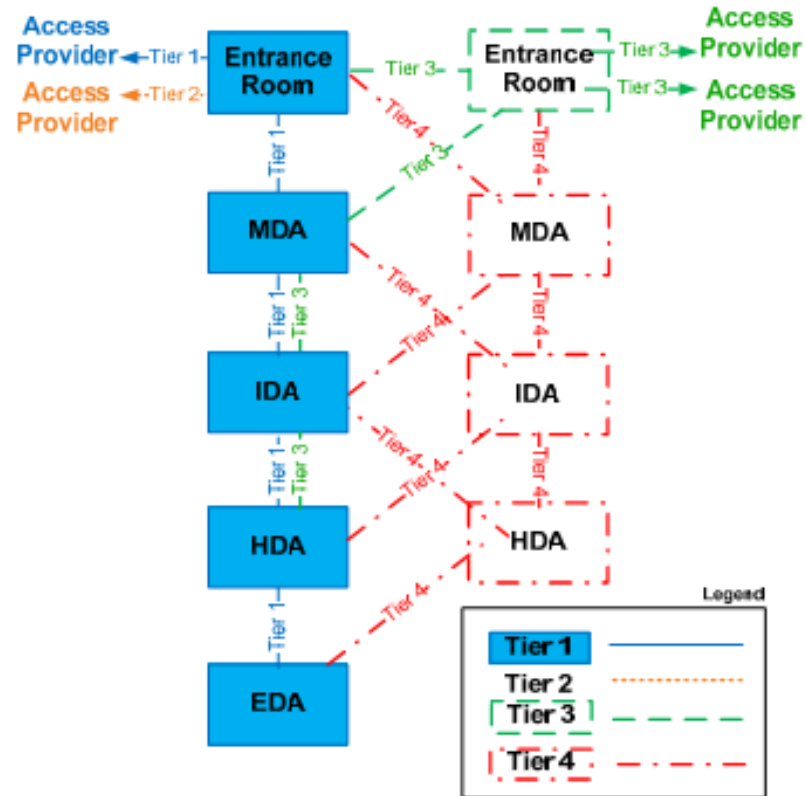 Access
Provider
Tier 1
Access
Provider
Tier 2
Entrance
Room
Tier 3
Entrance
Room
Tier 3
Access
Provider
Tier 3
Access
Provider
Tier 1
Tier 4
Tier 3
Tier 4
MDA
MDA
Tier 1
Tier 3
Tier 4
Tier 4
Tier 4
IDA
IDA
Tier 1
Tier 3
Tier 4
Tier 4
Tier 4
HDA
HDA
Tier 1
Tier 4
EDA
Legend
Tier 1
Tier 2
Tier 3
Tier 4